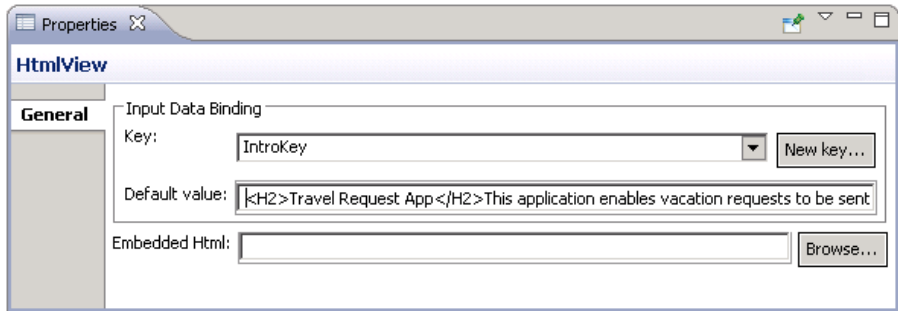 Properties
HtmlView
General
Input Data Binding
Key:
IntroKey
New key...
Default value:
<H2>Travel Request App</H2>This application enables vacation requests to be sent
Embedded Html:
Browse...